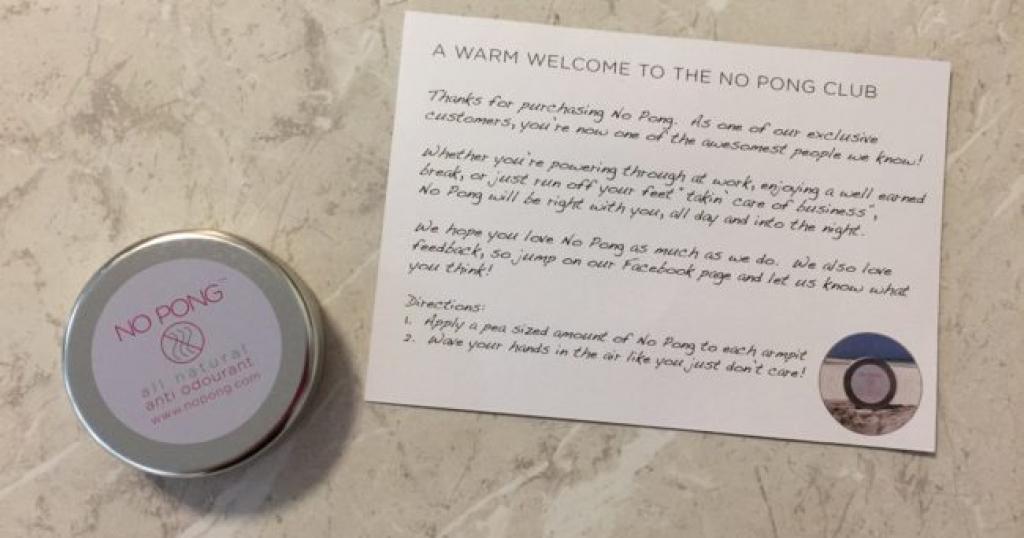 A WARM WELCOME TO THE NO PONG CLUB
Thanks for purchasing No Pong. As one of our exclusive
customers, you're now one of the awesomest people we know!
Whether you're powering through at work, enjoying a well earned
break, or just run off your feet "takin' care of business",
No Pong will be right with you, all day and into the night.
We hope you love No Pong as much as we do. We also love
feedback, so jump on our Facebook page and let us know what
you think!
Directions:
1. Apply a pea sized amount of No Pong to each armpit
2. Wave your hands in the air like you just don't care!
NO PONG™
all natural
anti odourant
www.nopong.com